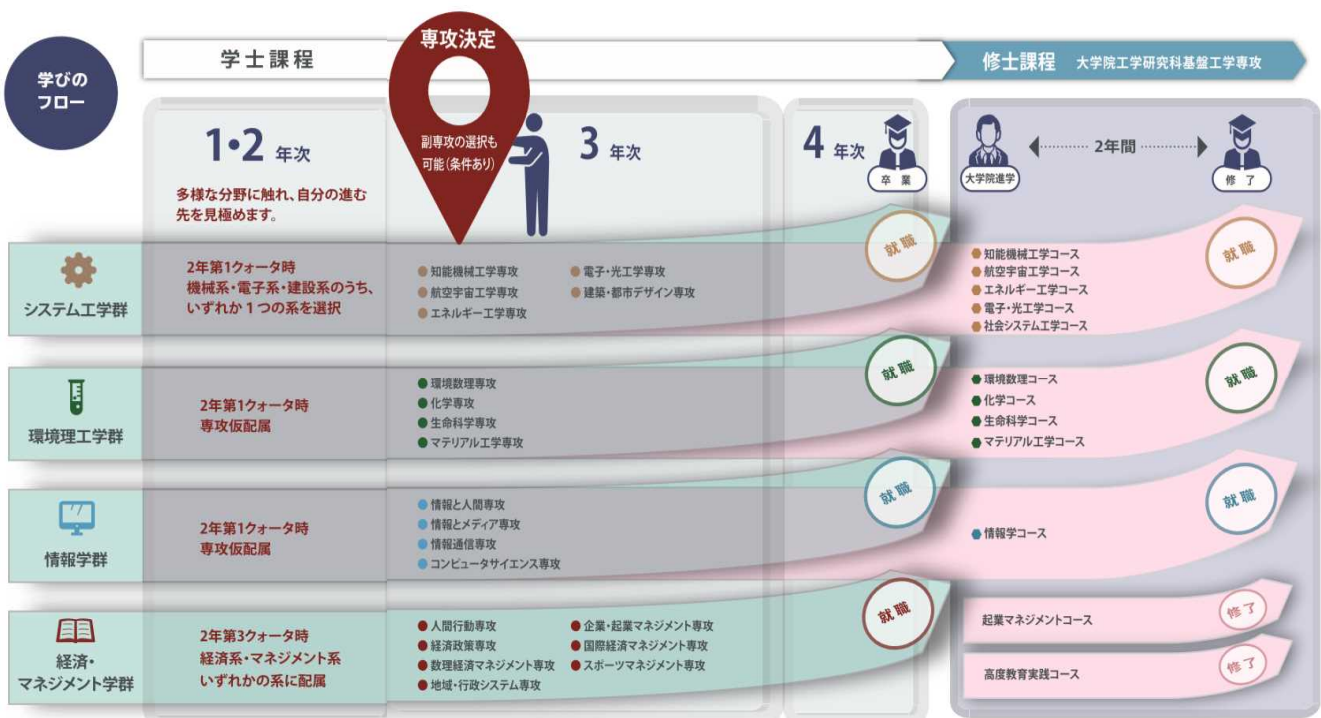 学びの
フロー
学士課程
専攻決定
副専攻の選択も
可能(条件あり)
修士課程 大学院工学研究科基盤工学専攻
1・2 年次
多様な分野に触れ、自分の進む
先を見極めます。
3 年次
4 年次
卒 業
大学院進学
2年間
修 了
システム工学群
2年第1クォータ時
機械系・電子系・建設系のうち、
いずれか1つの系を選択
知能機械工学専攻
航空宇宙工学専攻
エネルギー工学専攻
電子・光工学専攻
建築・都市デザイン専攻
就職
知能機械工学コース
航空宇宙工学コース
エネルギー工学コース
電子・光工学コース
社会システム工学コース
就職
環境理工学群
2年第1クォータ時
専攻仮配属
環境数理専攻
化学専攻
生命科学専攻
マテリアル工学専攻
就職
環境数理コース
化学コース
生命科学コース
マテリアル工学コース
就職
情報学群
2年第1クォータ時
専攻仮配属
情報と人間専攻
情報とメディア専攻
情報通信専攻
コンピュータサイエンス専攻
就職
情報学コース
就職
経済・
マネジメント学群
2年第3クォータ時
経済系・マネジメント系
いずれかの系に配属
人間行動専攻
経済政策専攻
数理経済マネジメント専攻
地域・行政システム専攻
企業・起業マネジメント専攻
国際経済マネジメント専攻
スポーツマネジメント専攻
就職
起業マネジメントコース
修了
高度教育実践コース
修了